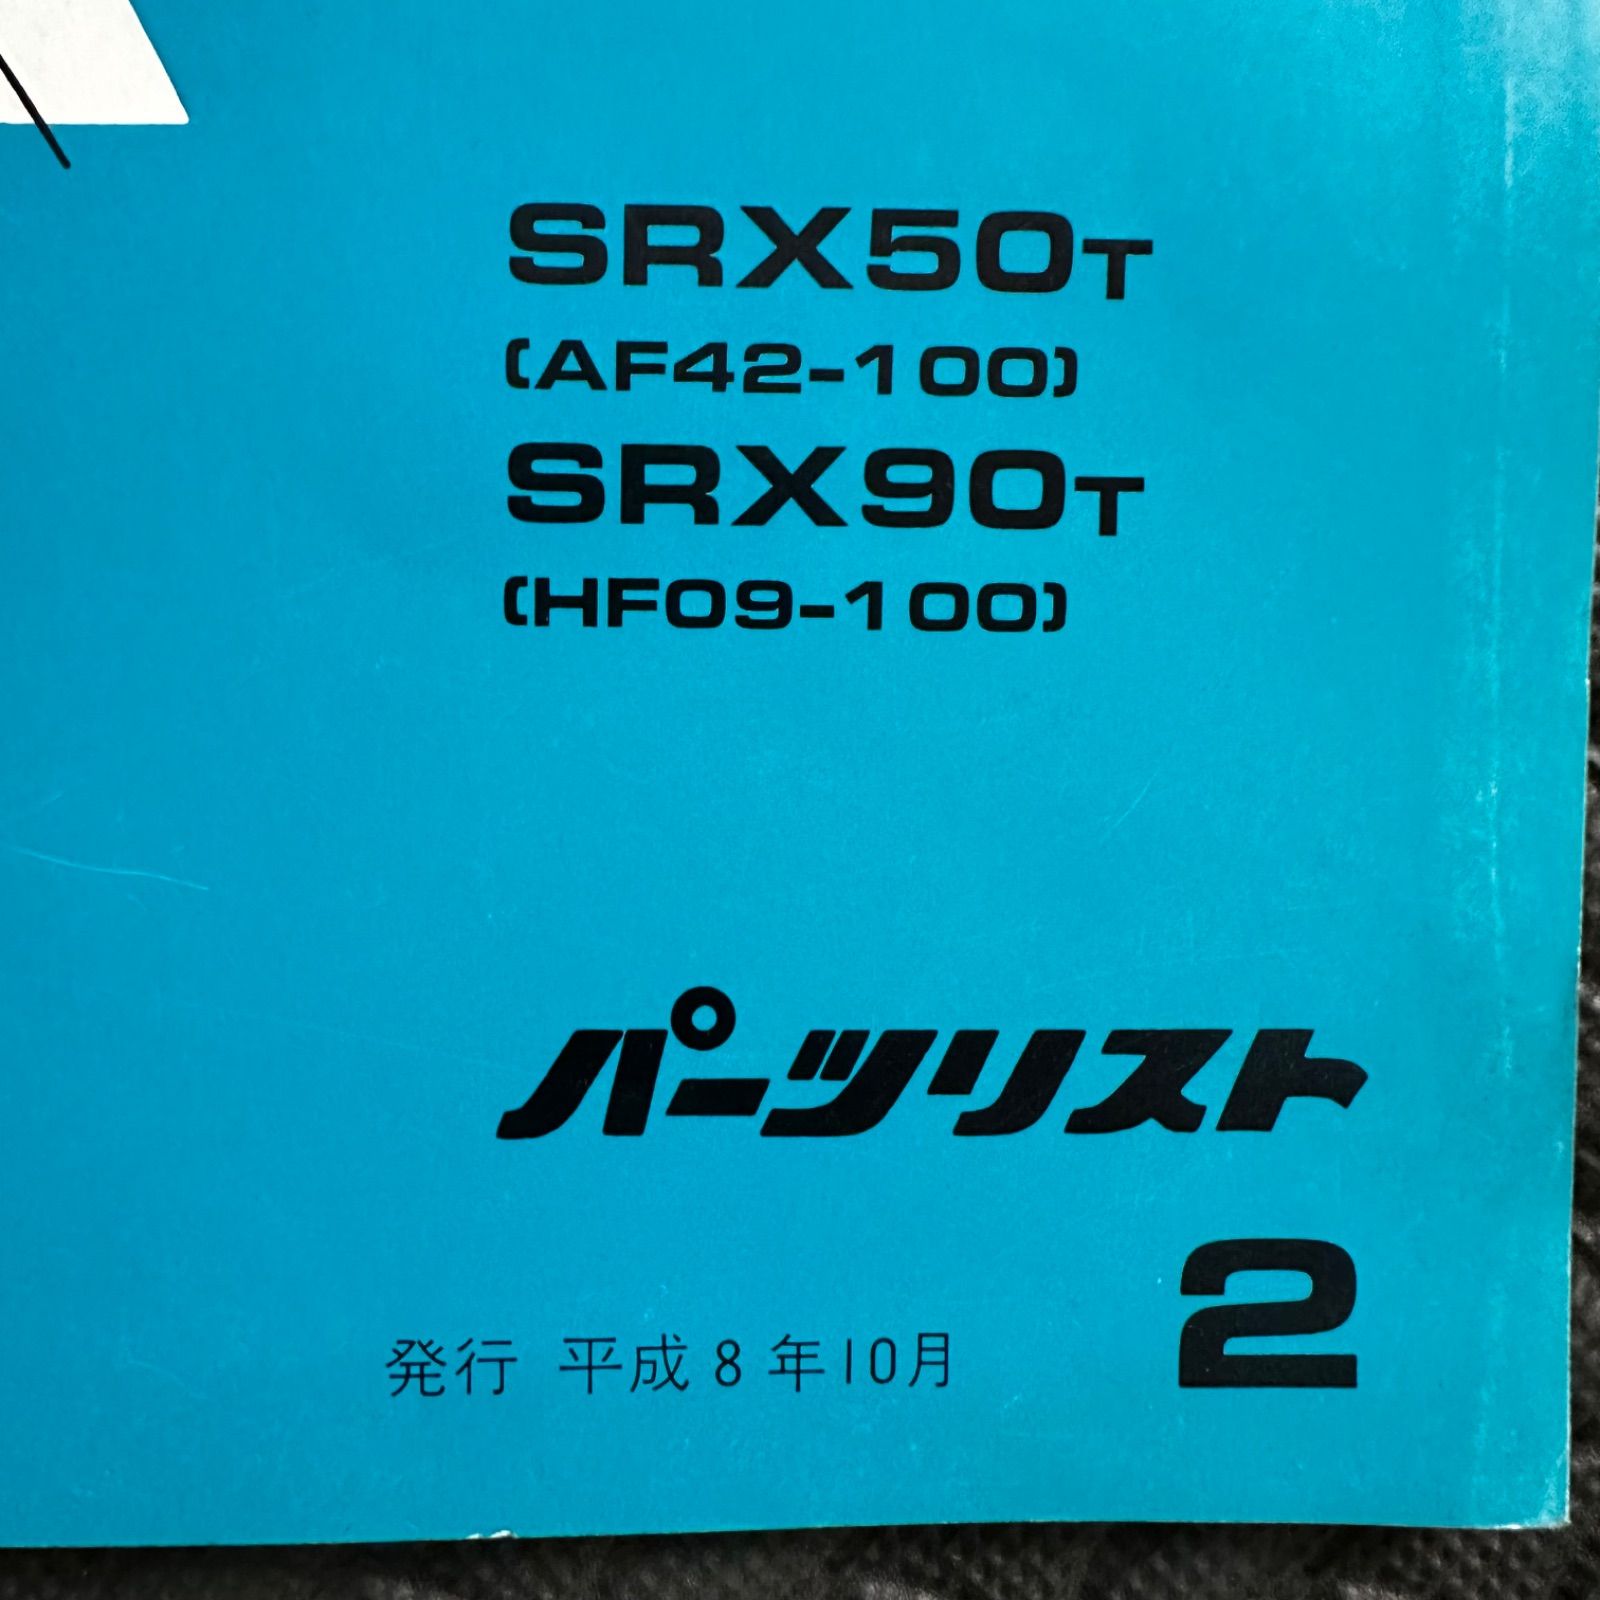 SRX50T
(AF42-100)
SRX90T
(HF09-100)
パーツリスト
2
発行 平成8年10月